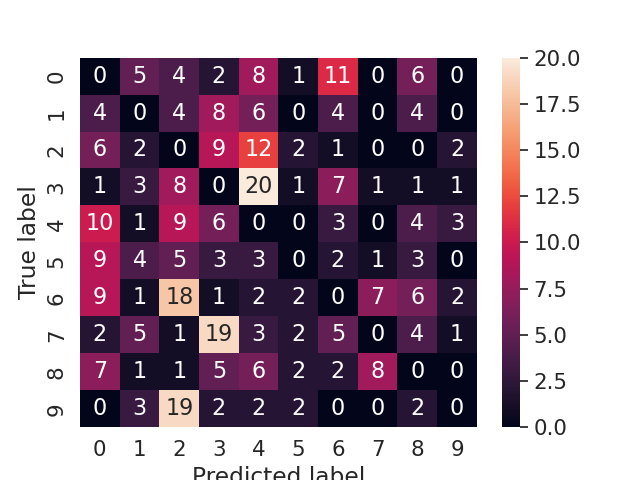 0 0 5 4 2 8 1 11 0 6 0
1 4 0 4 8 6 0 4 0 4 0
2 6 2 0 9 12 2 1 0 0 2
3 1 3 8 0 20 1 7 1 1 1
4 10 1 9 6 0 0 3 0 4 3
5 9 4 5 3 3 0 2 1 3 0
6 9 1 18 1 2 2 0 7 6 2
7 2 5 1 19 3 2 5 0 4 1
8 7 1 1 5 6 2 2 8 0 0
9 0 3 19 2 2 2 0 0 2 0
0 1 2 3 4 5 6 7 8 9
Predicted label
True label
20.0
17.5
15.0
12.5
10.0
7.5
5.0
2.5
0.0